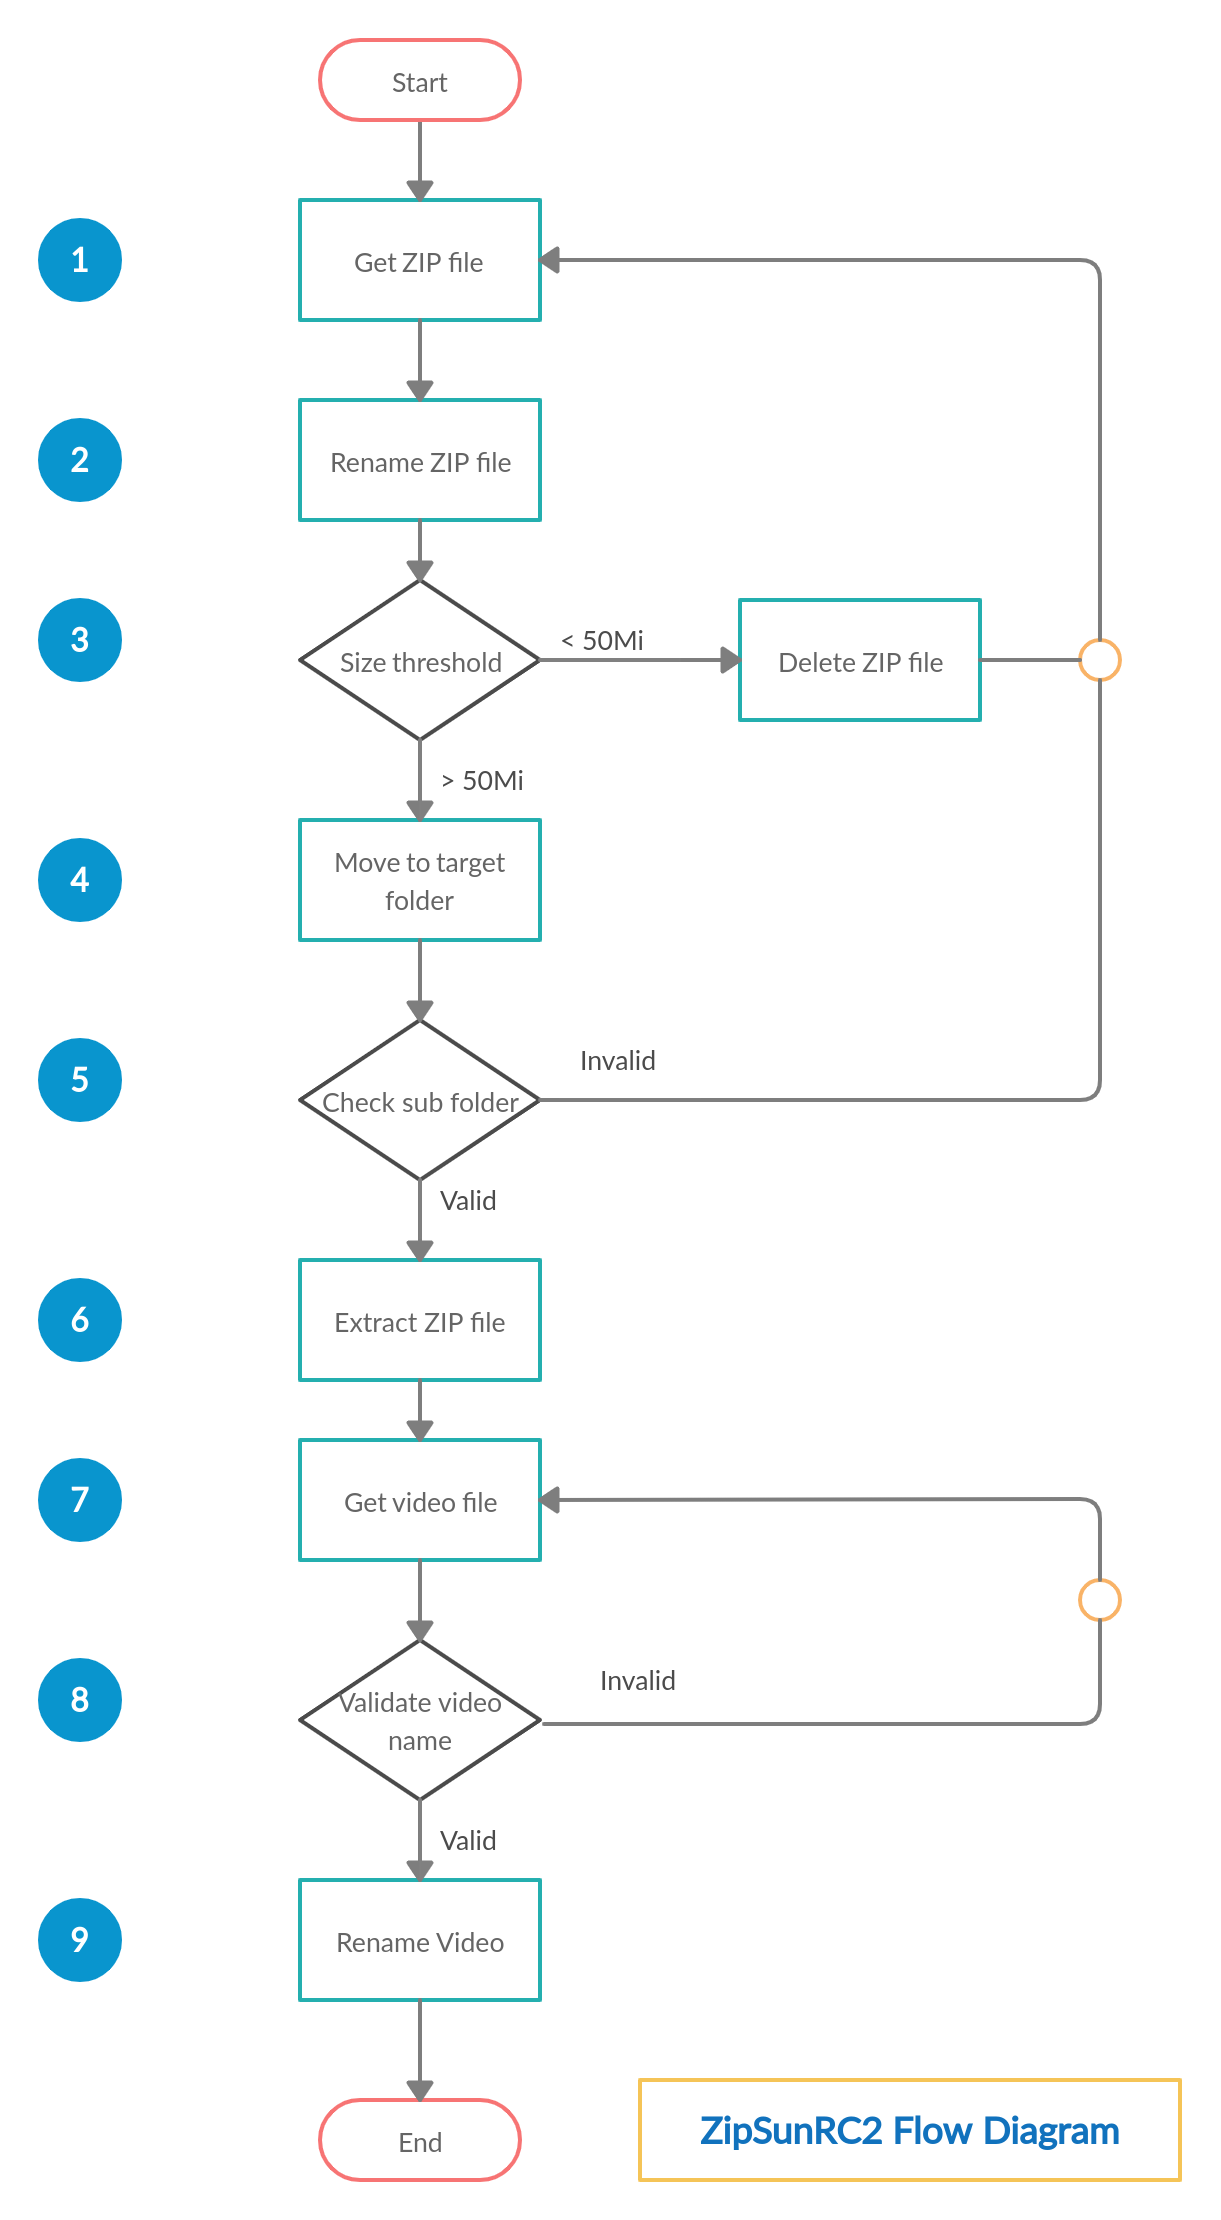 Start
1
Get ZIP file
2
Rename ZIP file
3
Size threshold
< 50Mi
Delete ZIP file
> 50Mi
4
Move to target
folder
5
Check sub folder
Invalid
Valid
6
Extract ZIP file
7
Get video file
8
Validate video
name
Invalid
Valid
9
Rename Video
End
ZipSunRC2 Flow Diagram